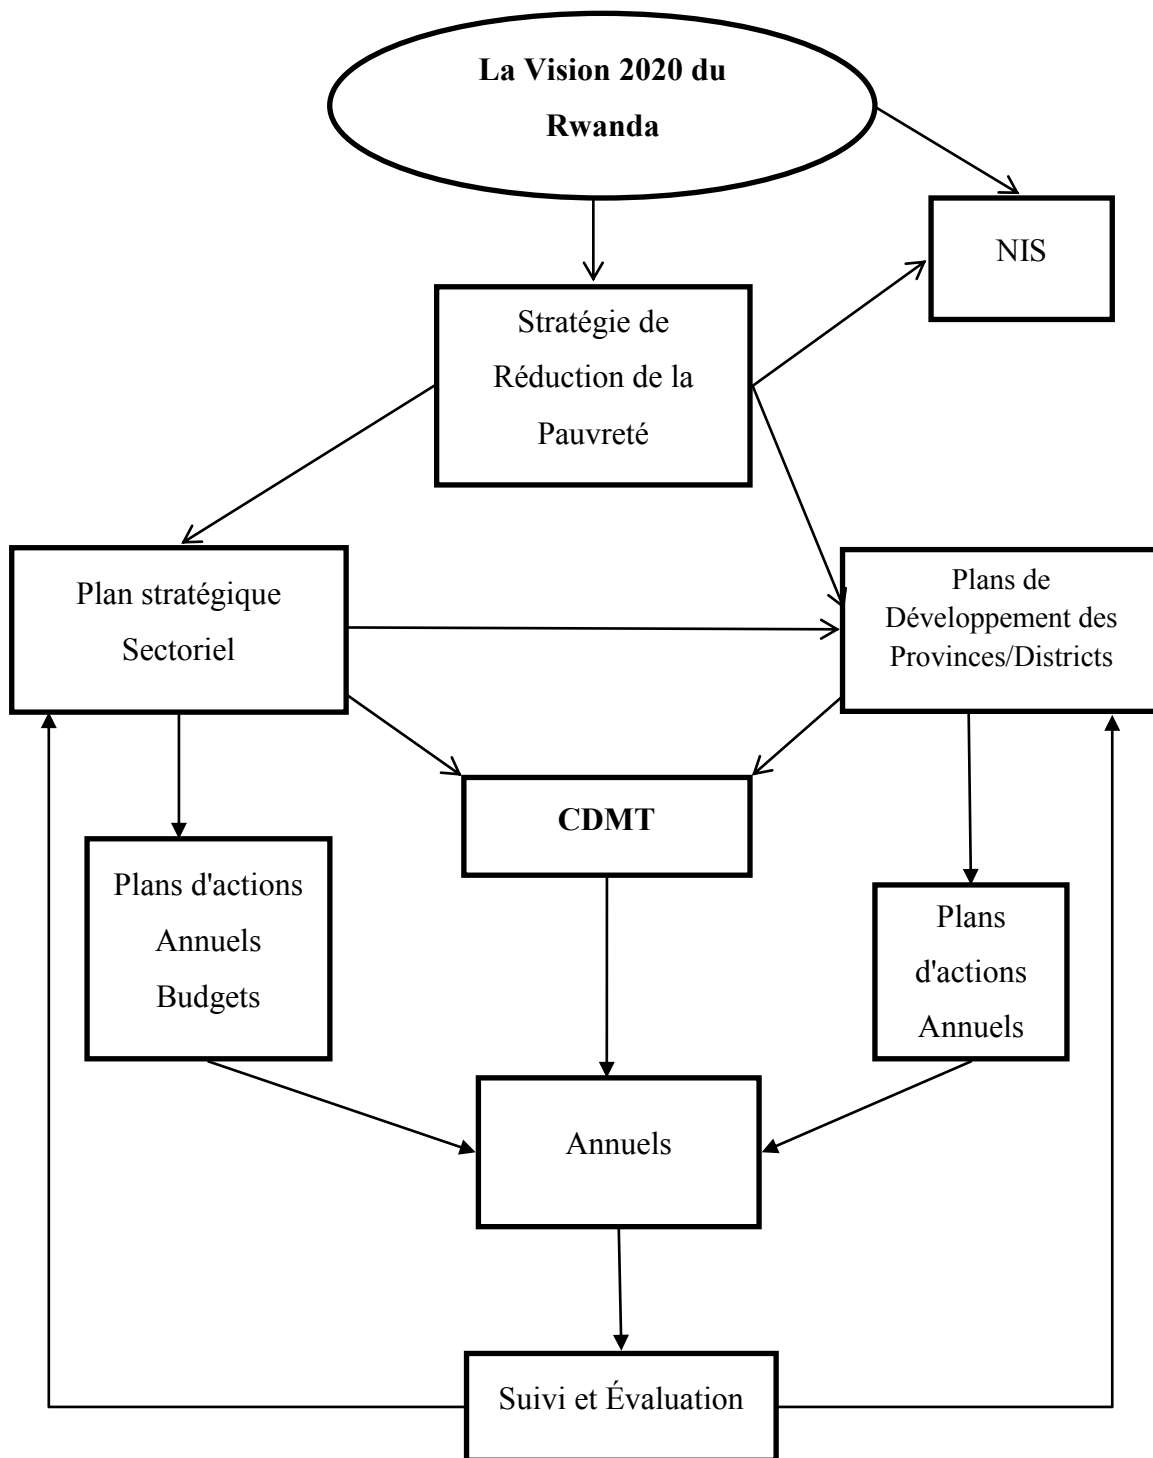 La Vision 2020 du
Rwanda
NIS
Stratégie de
Réduction de la
Pauvreté
Plan stratégique
Sectoriel
Plans de
Développement des
Provinces/Districts
CDMT
Plans d'actions
Annuels
Budgets
Plans
d'actions
Annuels
Annuels
Suivi et Évaluation